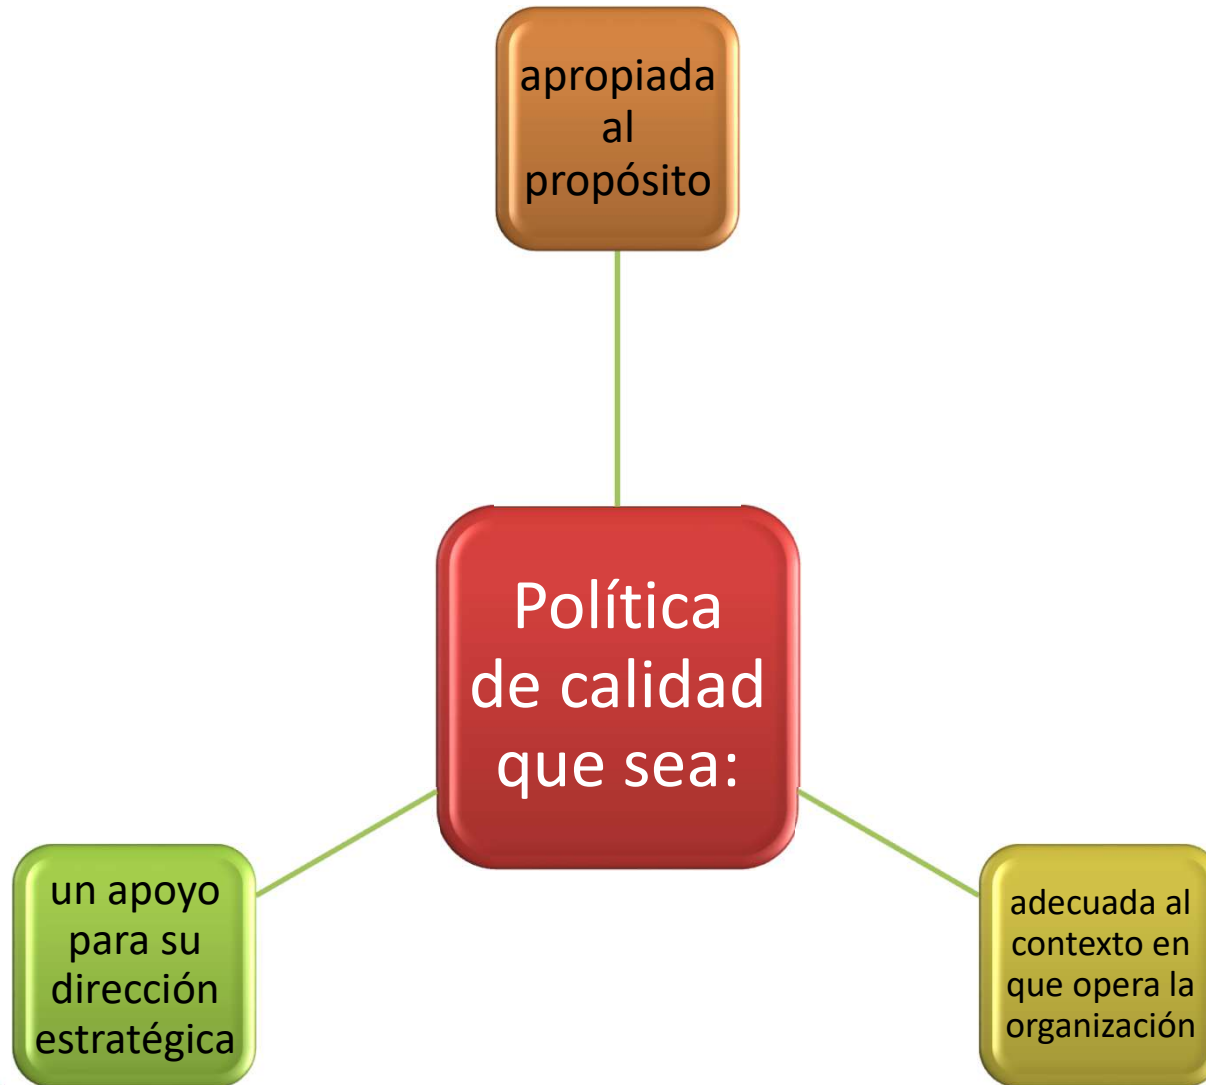 apropiada
al
propósito
Política
de calidad
que sea:
un apoyo
para su
dirección
estratégica
adecuada al
contexto en
que opera la
organización